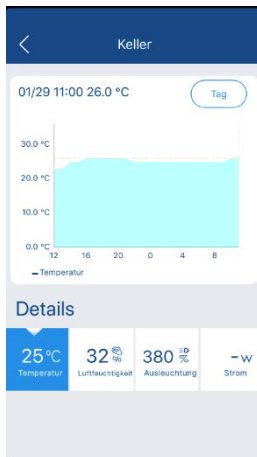 Keller
01/29 11:00 26.0 °C
Tag
30.0 °C
20.0 °C
10.0 °C
0.0 °C
12 16 20 0 4 8
Temperatur
Details
25°C 32% 380 % -w
Temperatur Luftfeuchtigkeit Ausleuchtung Strom